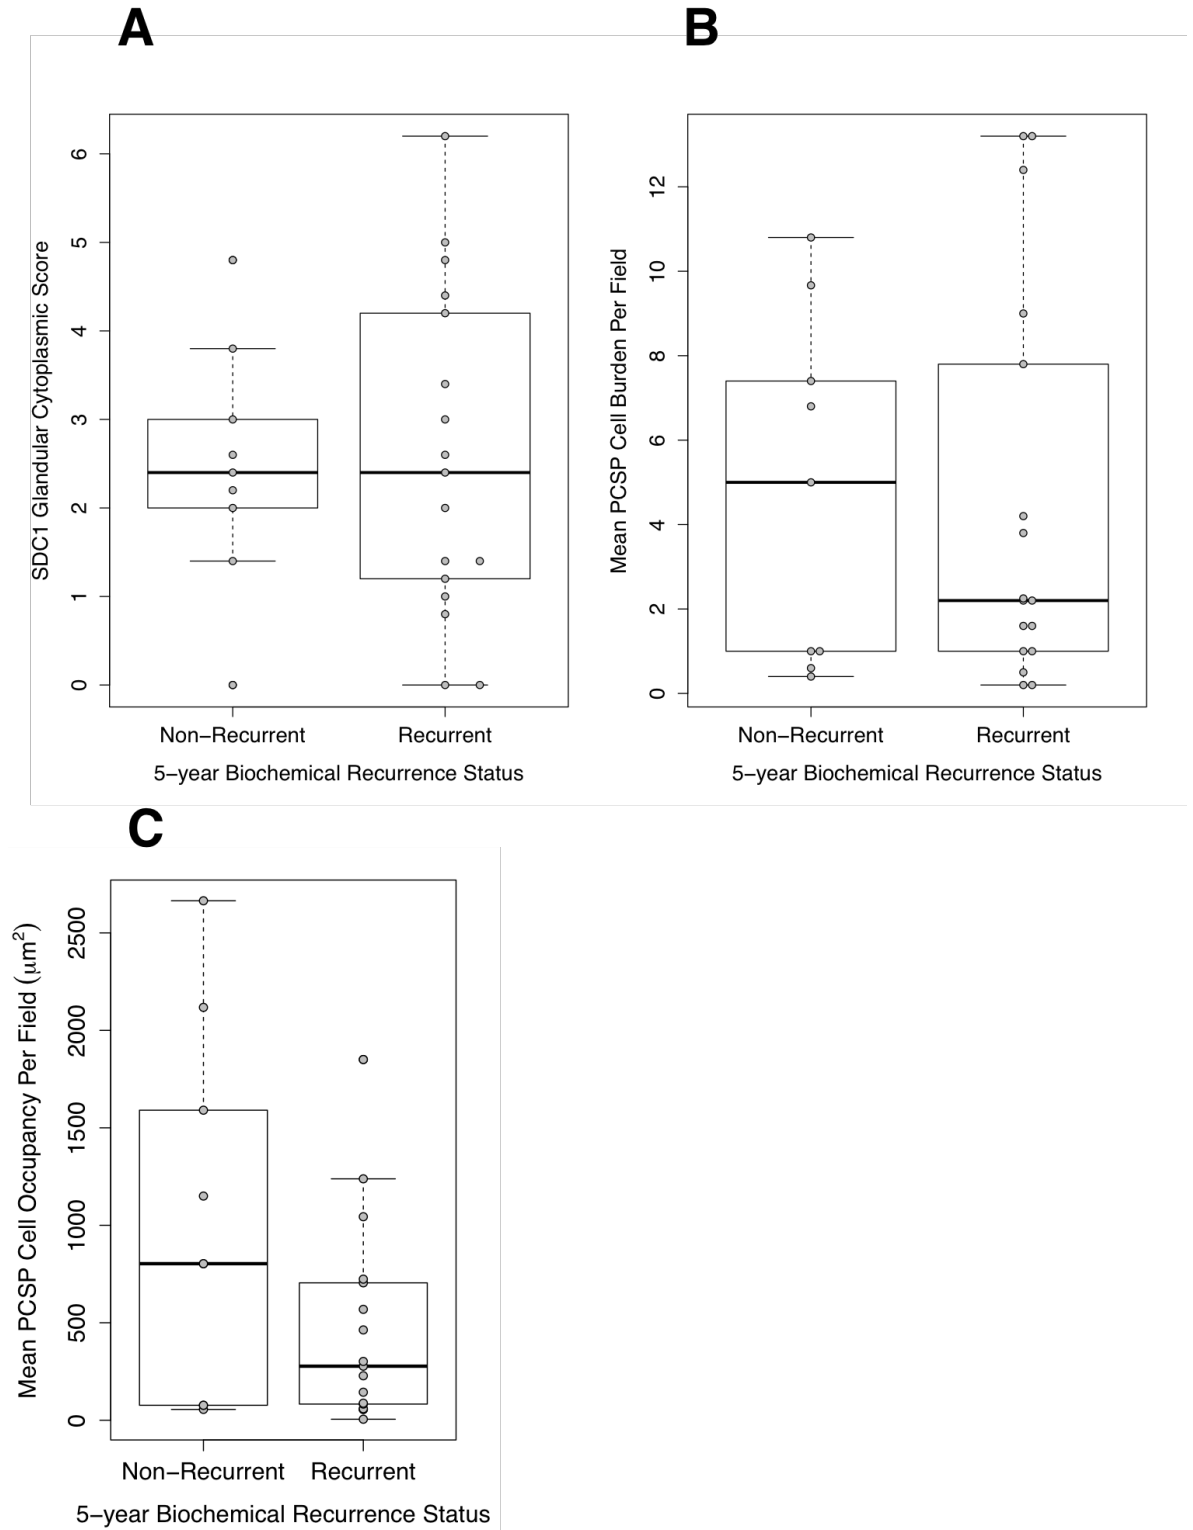 A
SDC1 Glandular Cytoplasmic Score
6
5
4
3
2
1
0
Non−Recurrent Recurrent
5−year Biochemical Recurrence Status
B
Mean PCSP Cell Burden Per Field
12
10
8
6
4
2
0
Non−Recurrent Recurrent
5−year Biochemical Recurrence Status
C
Mean PCSP Cell Occupancy Per Field (μm²)
2500
2000
1500
1000
500
0
Non−Recurrent Recurrent
5−year Biochemical Recurrence Status